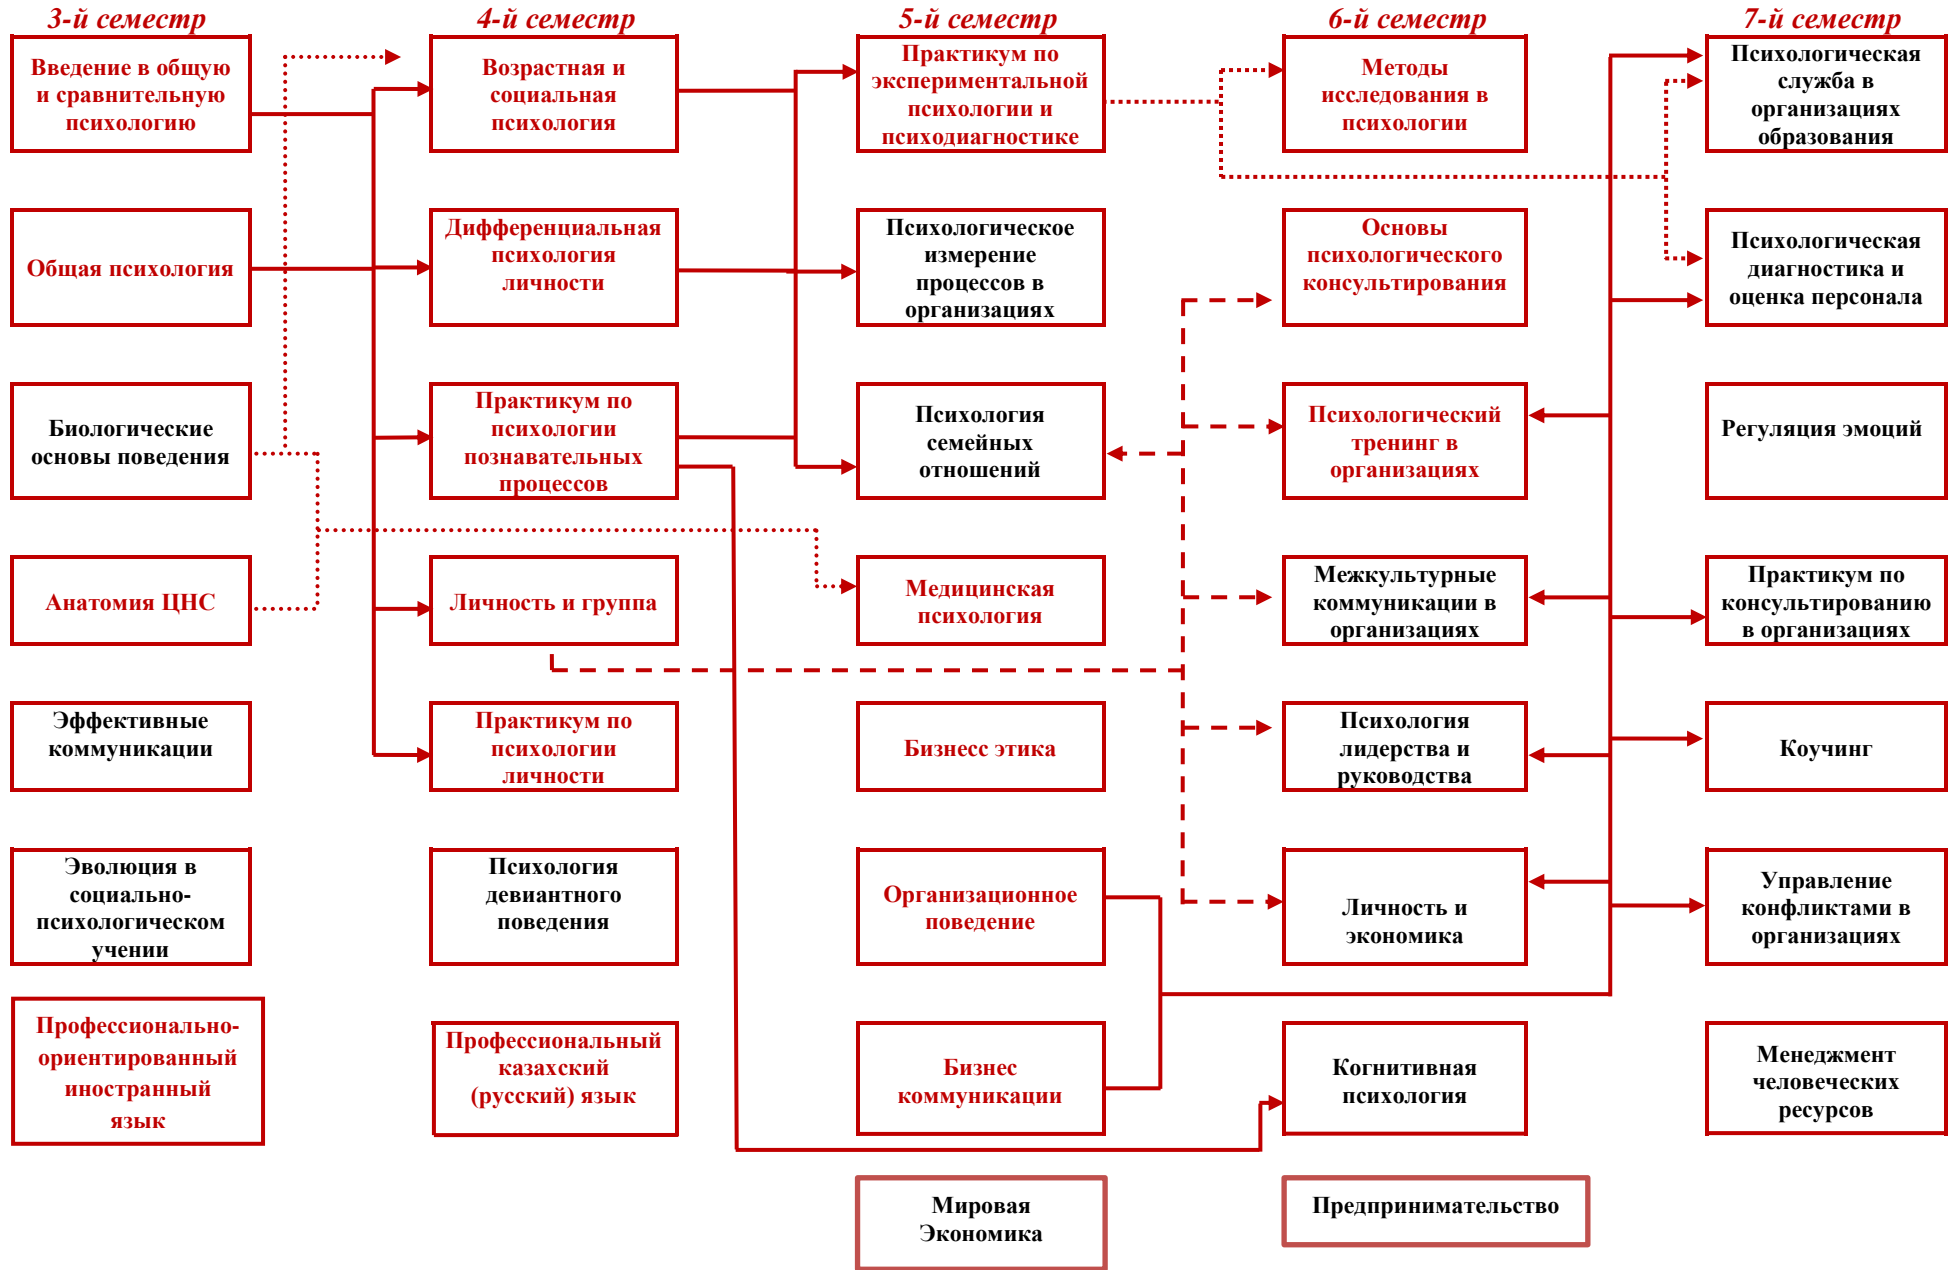 3-й семестр
Введение в общую
и сравнительную
психологию
Общая психология
Биологические
основы поведения
Анатомия ЦНС
Эффективные
коммуникации
Эволюция в
социально-
психологическом
учении
Профессионально-
ориентированный
иностранный
язык
4-й семестр
Возрастная и
социальная
психология
Дифференциальная
психология
личности
Практикум по
психологии
познавательных
процессов
Личность и группа
Практикум по
психологии
личности
Психология
девиантного
поведения
Профессиональный
казахский
(русский) язык
5-й семестр
Практикум по
экспериментальной
психологии и
психодиагностике
Психологическое
измерение
процессов в
организациях
Психология
семейных
отношений
Медицинская
психология
Бизнесс этика
Организационное
поведение
Бизнес
коммуникации
Мировая
Экономика
6-й семестр
Методы
исследования в
психологии
Основы
психологического
консультирования
Психологический
тренинг в
организациях
Межкультурные
коммуникации в
организациях
Психология
лидерства и
руководства
Личность и
экономика
Когнитивная
психология
Предпринимательство
7-й семестр
Психологическая
служба в
организациях
образования
Психологическая
диагностика и
оценка персонала
Регуляция эмоций
Практикум по
консультированию
в организациях
Коучинг
Управление
конфликтами в
организациях
Менеджмент
человеческих
ресурсов